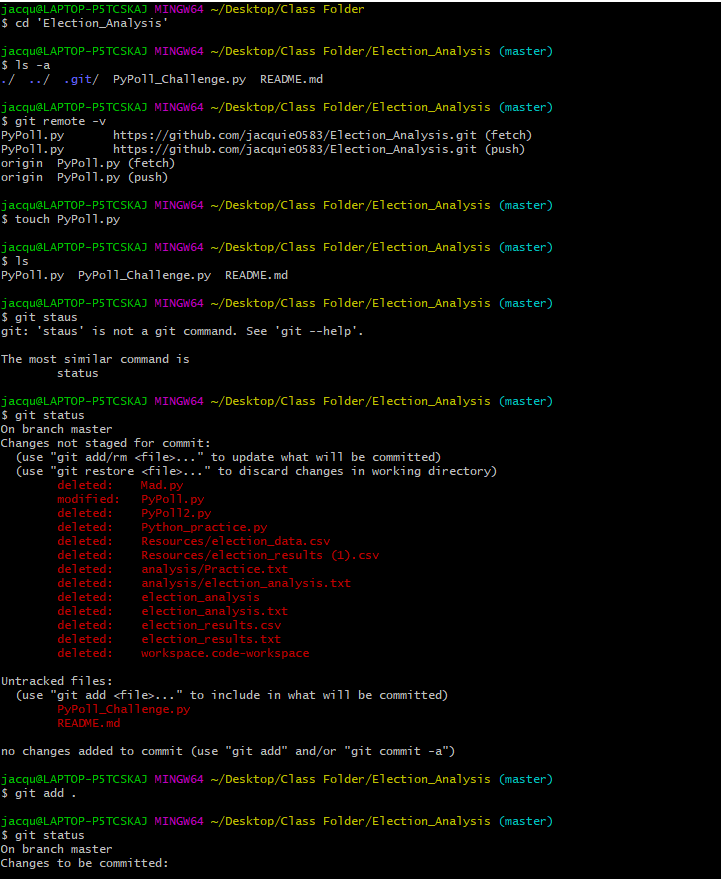 jacqu@LAPTOP-P5TCSKAJ MINGW64 ~/Desktop/Class Folder
$ cd 'Election_Analysis'
jacqu@LAPTOP-P5TCSKAJ MINGW64 ~/Desktop/Class Folder/Election_Analysis (master)
$ ls -a
./  ../  .git/  PyPoll_Challenge.py  README.md
jacqu@LAPTOP-P5TCSKAJ MINGW64 ~/Desktop/Class Folder/Election_Analysis (master)
$ git remote -v
PyPoll.py       https://github.com/jacquie0583/Election_Analysis.git (fetch)
PyPoll.py       https://github.com/jacquie0583/Election_Analysis.git (push)
origin  PyPoll.py (fetch)
origin  PyPoll.py (push)
jacqu@LAPTOP-P5TCSKAJ MINGW64 ~/Desktop/Class Folder/Election_Analysis (master)
$ touch PyPoll.py
jacqu@LAPTOP-P5TCSKAJ MINGW64 ~/Desktop/Class Folder/Election_Analysis (master)
$ ls
PyPoll.py  PyPoll_Challenge.py  README.md
jacqu@LAPTOP-P5TCSKAJ MINGW64 ~/Desktop/Class Folder/Election_Analysis (master)
$ git staus
git: 'staus' is not a git command. See 'git --help'.
The most similar command is
        status
jacqu@LAPTOP-P5TCSKAJ MINGW64 ~/Desktop/Class Folder/Election_Analysis (master)
$ git status
On branch master
Changes not staged for commit:
  (use "git add/rm <file>..." to update what will be committed)
  (use "git restore <file>..." to discard changes in working directory)
        deleted:    Mad.py
        modified:   PyPoll.py
        deleted:    PyPoll2.py
        deleted:    Python_practice.py
        deleted:    Resources/election_data.csv
        deleted:    Resources/election_results (1).csv
        deleted:    analysis/Practice.txt
        deleted:    analysis/election_analysis.txt
        deleted:    election_analysis
        deleted:    election_analysis.txt
        deleted:    election_results.csv
        deleted:    election_results.txt
        deleted:    workspace.code-workspace
Untracked files:
  (use "git add <file>..." to include in what will be committed)
        PyPoll_Challenge.py
        README.md
no changes added to commit (use "git add" and/or "git commit -a")
jacqu@LAPTOP-P5TCSKAJ MINGW64 ~/Desktop/Class Folder/Election_Analysis (master)
$ git add .
jacqu@LAPTOP-P5TCSKAJ MINGW64 ~/Desktop/Class Folder/Election_Analysis (master)
$ git status
On branch master
Changes to be committed: